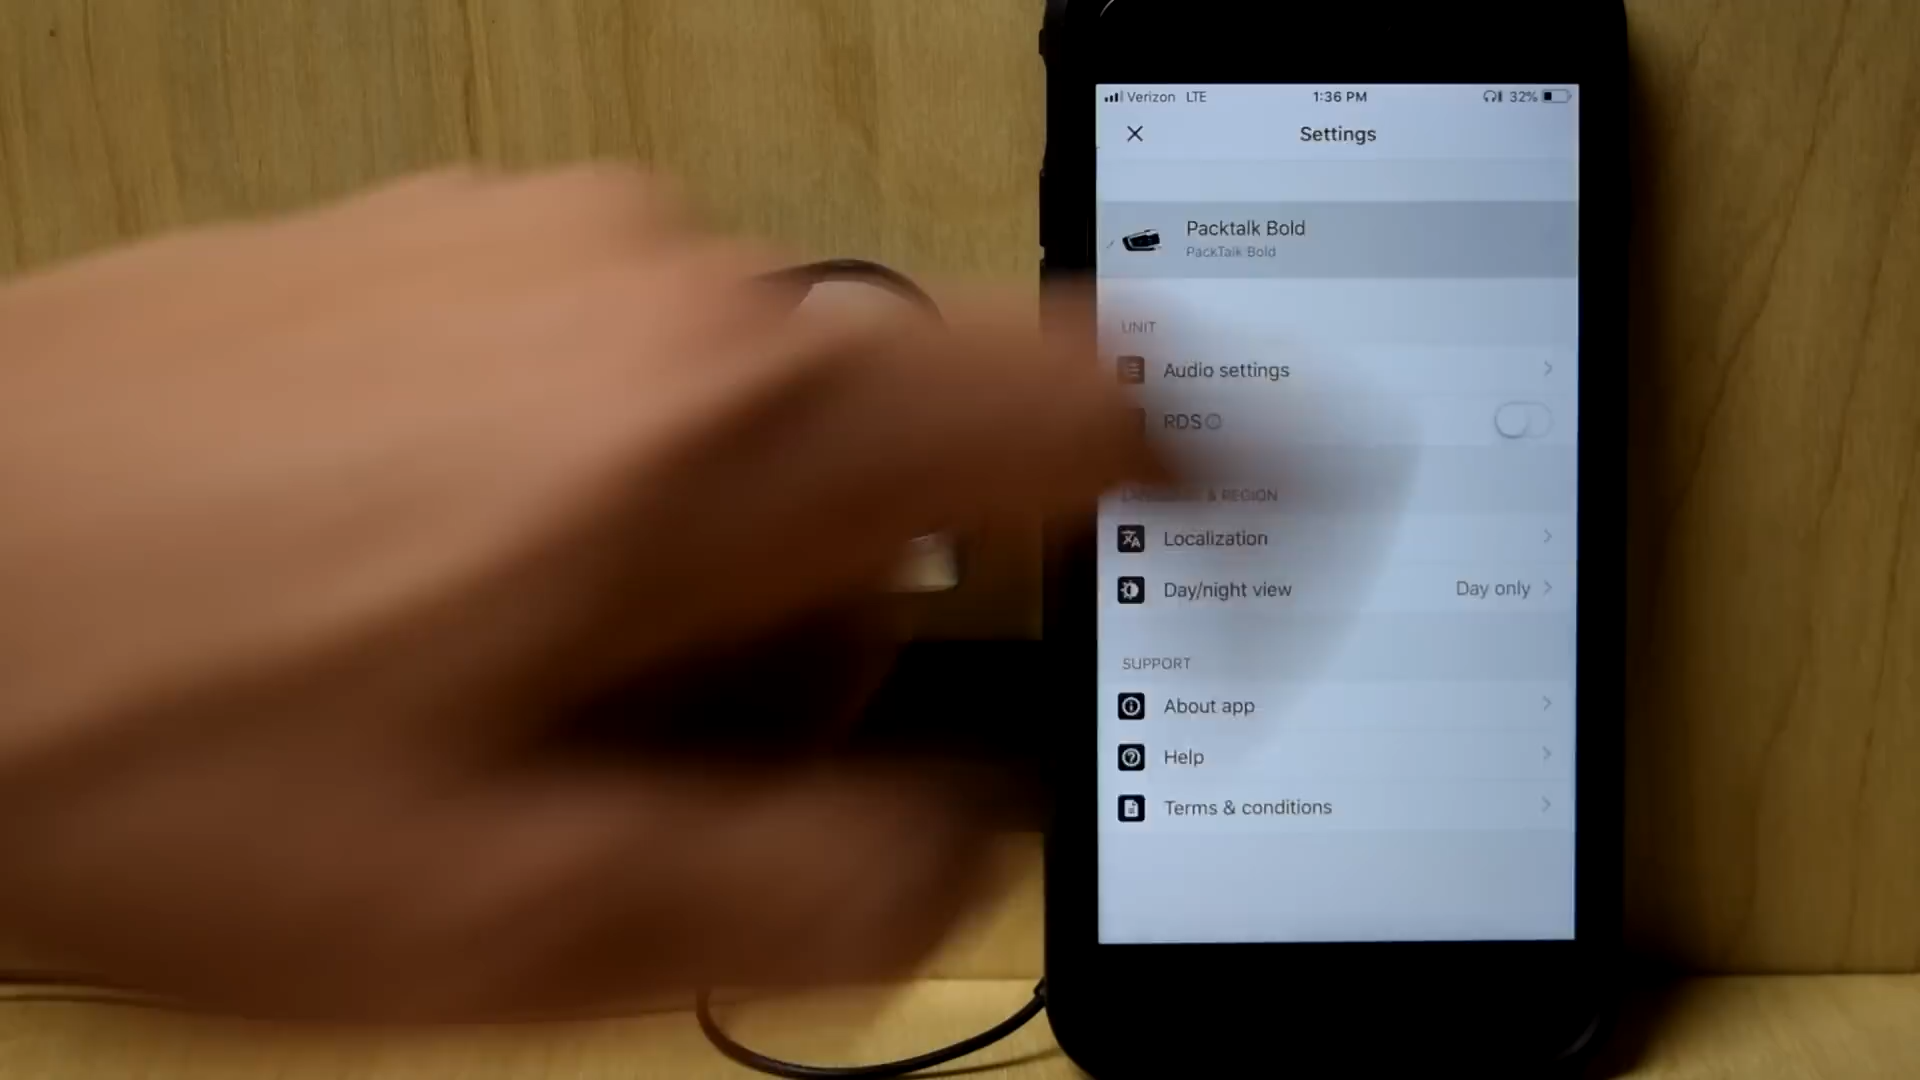 Verizon LTE 1:36 PM 32%
Settings
Packtalk Bold
PackTalk Bold
UNIT
Audio settings
RDS
& REGION
Localization
Day/night view Day only
SUPPORT
About app
Help
Terms & conditions